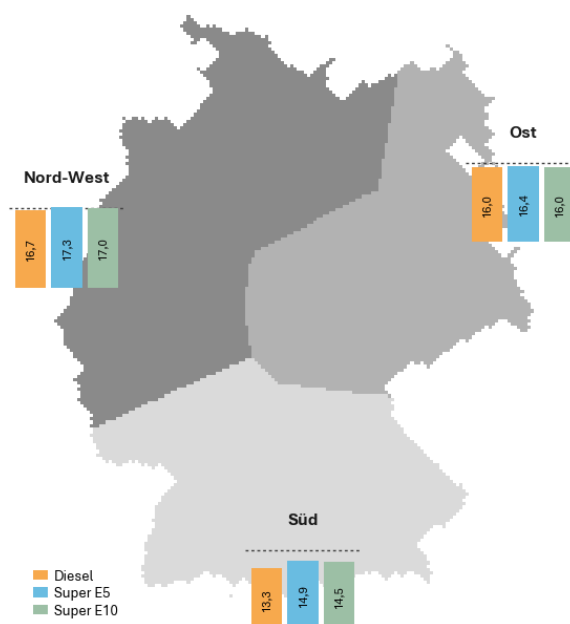 Ost
16,0
16,4
16,0
Nord-West
16,7
17,3
17,0
Süd
13,3
14,9
14,5
Diesel
Super E5
Super E10